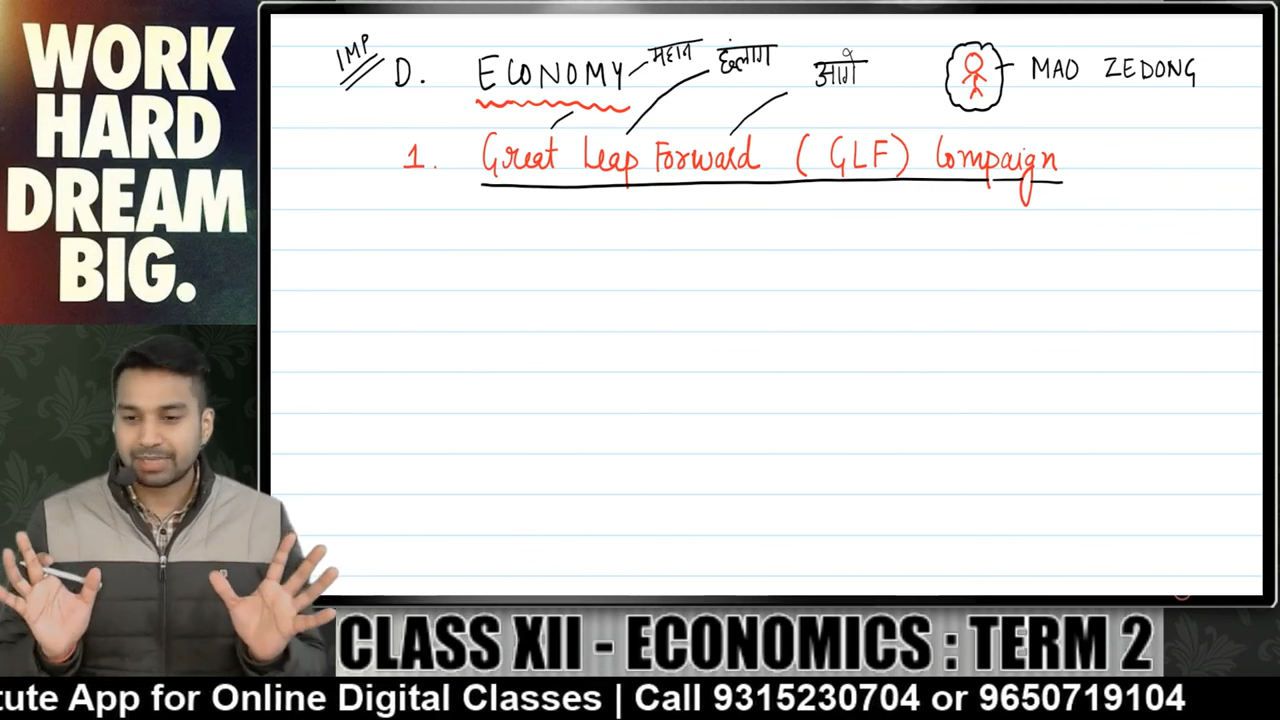 WORK
HARD
DREAM
BIG.
IMP D. ECONOMY महान छलांग आगे MAO ZEDONG
1. Great Leap Forward (GLF) Compaign
CLASS XII - ECONOMICS : TERM 2
tute App for Online Digital Classes | Call 9315230704 or 9650719104